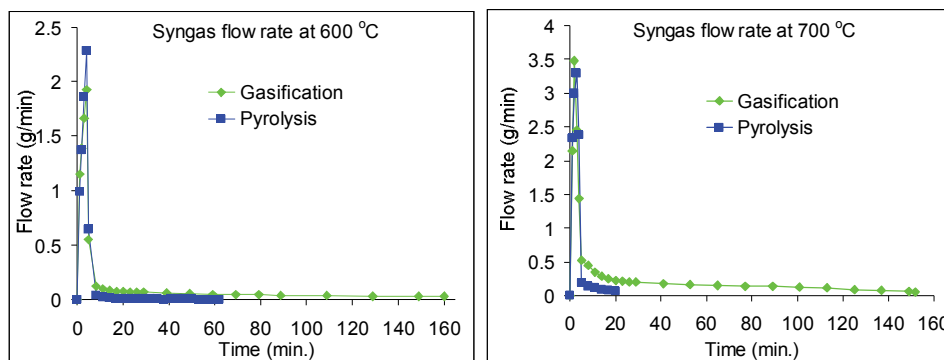 Syngas flow rate at 600 °C
2.5
2
1.5
1
0.5
0
Flow rate (g/min)
Gasification
Pyrolysis
0 20 40 60 80 100 120 140 160
Time (min.)
Syngas flow rate at 700 °C
4
3.5
3
2.5
2
1.5
1
0.5
0
Flow rate (g/min)
Gasification
Pyrolysis
0 20 40 60 80 100 120 140 160
Time (min.)